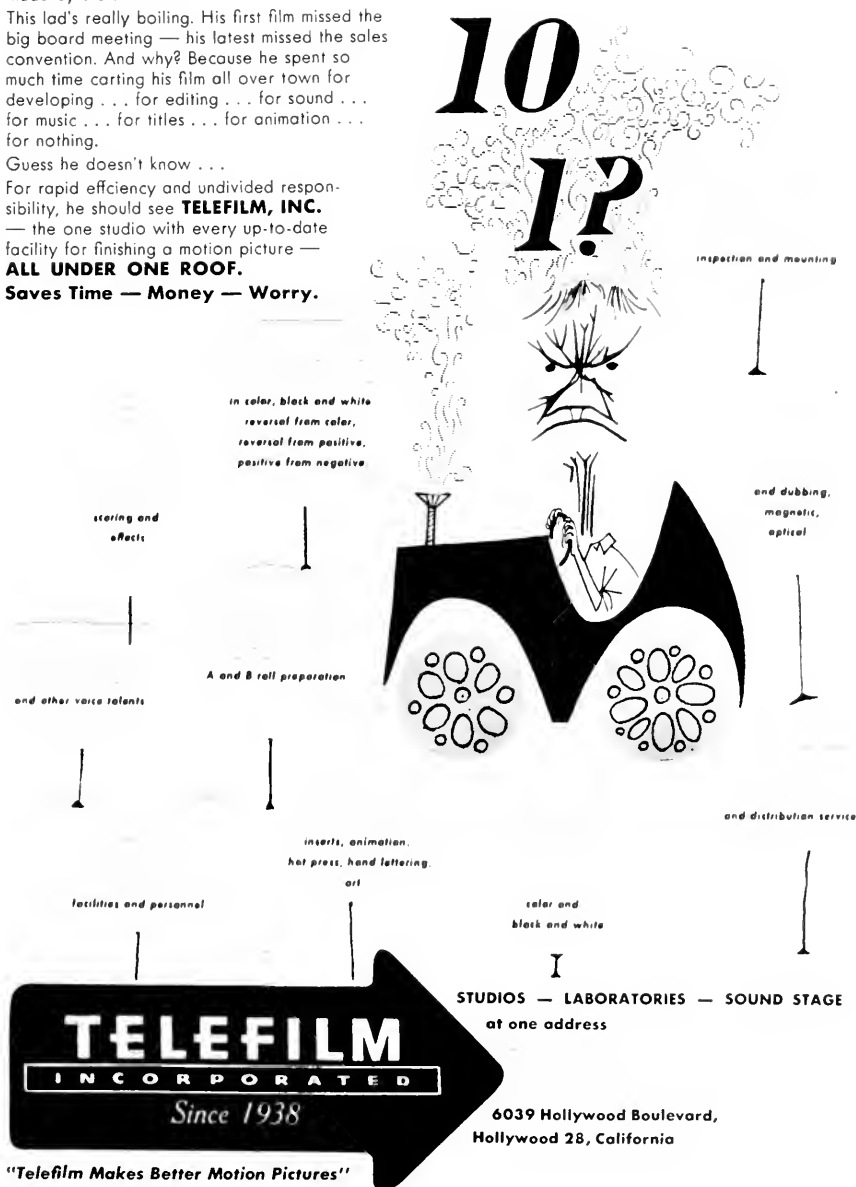 This lad's really boiling. His first film missed the
big board meeting — his latest missed the sales
convention. And why? Because he spent so
much time carting his film all over town for
developing . . . for editing . . . for sound . . .
for music . . . for titles . . . for animation . . .
for nothing.
Guess he doesn't know . . .
For rapid effciency and undivided respon-
sibility, he should see TELEFILM, INC.
— the one studio with every up-to-date
facility for finishing a motion picture —
ALL UNDER ONE ROOF.
Saves Time — Money — Worry.
10
1?
inspection and mounting
in color, black and white
reversal from color,
reversal from positive,
positive from negative
scoring and
effects
and dubbing,
magnetic,
optical
A and B roll preparation
and other voice talents
and distribution service
inserts, animation,
hot press, hand lettering,
art
facilities and personnel
color and
black and white
STUDIOS — LABORATORIES — SOUND STAGE
at one address
TELEFILM
INCORPORATED
Since 1938
6039 Hollywood Boulevard,
Hollywood 28, California
"Telefilm Makes Better Motion Pictures"